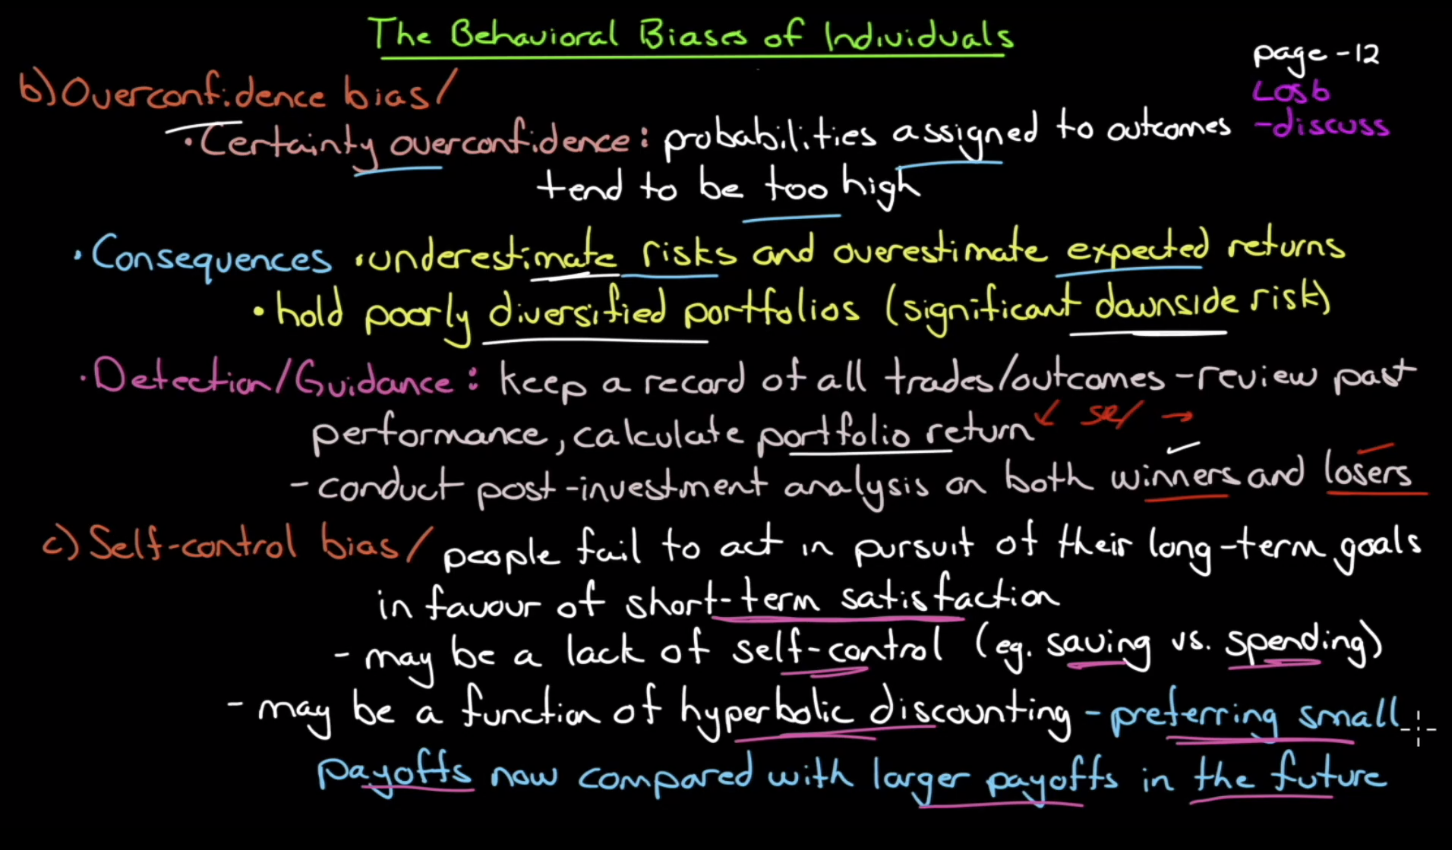 The Behavioral Biases of Individuals
page -12
LOS b
- discuss
b) Overconfidence bias/
· Certainty overconfidence: probabilities assigned to outcomes
tend to be too high
· Consequences · underestimate risks and overestimate expected returns
· hold poorly diversified portfolios (significant downside risk)
· Detection/Guidance: keep a record of all trades/outcomes - review past
performance, calculate portfolio return
- conduct post-investment analysis on both winners and losers
c) Self-control bias/ people fail to act in pursuit of their long-term goals
in favour of short-term satisfaction
- may be a lack of self-control (eg. saving vs. spending)
- may be a function of hyperbolic discounting - preferring small
payoffs now compared with larger payoffs in the future